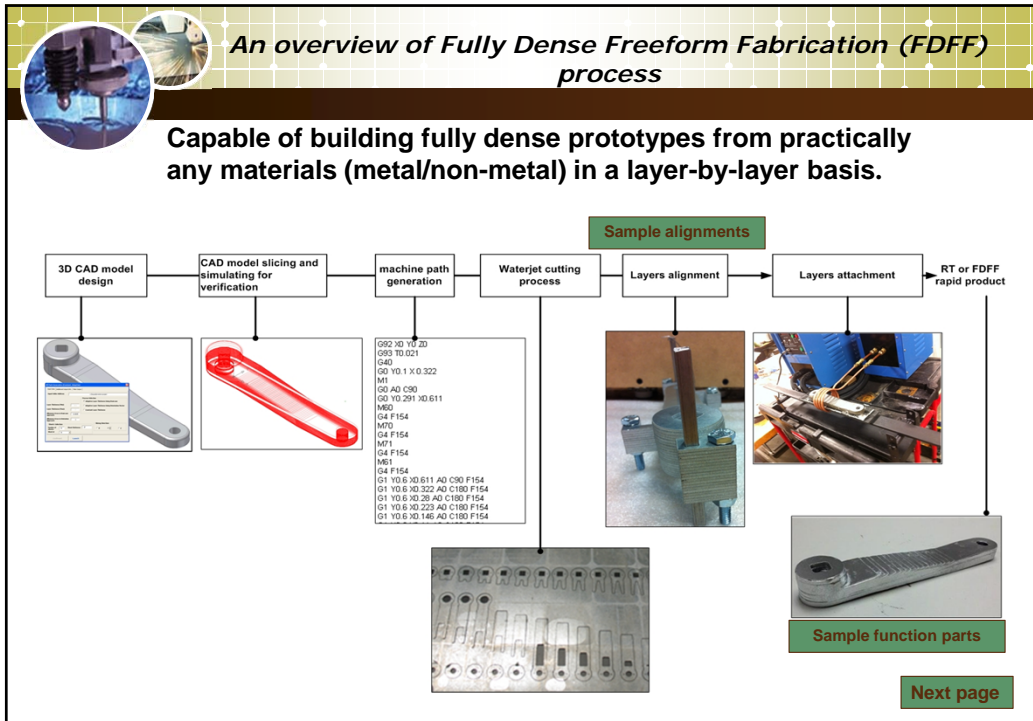 An overview of Fully Dense Freeform Fabrication (FDFF)
process
Capable of building fully dense prototypes from practically
any materials (metal/non-metal) in a layer-by-layer basis.
Sample alignments
3D CAD model
design
CAD model slicing and
simulating for
verification
machine path
generation
Waterjet cutting
process
Layers alignment
Layers attachment
RT or FDFF
rapid product
G92 X0 Y0 Z0
G93 T0.021
G40
G0 Y0.1 X0.322
M1
G0 A0 C90
G0 Y0.291 X0.611
M60
G4 F154
M70
G4 F154
M71
G4 F154
M61
G4 F154
G1 Y0.6 X0.611 A0 C90 F154
G1 Y0.6 X0.322 A0 C180 F154
G1 Y0.6 X0.28 A0 C180 F154
G1 Y0.6 X0.223 A0 C180 F154
G1 Y0.6 X0.146 A0 C180 F154
Sample function parts
Next page